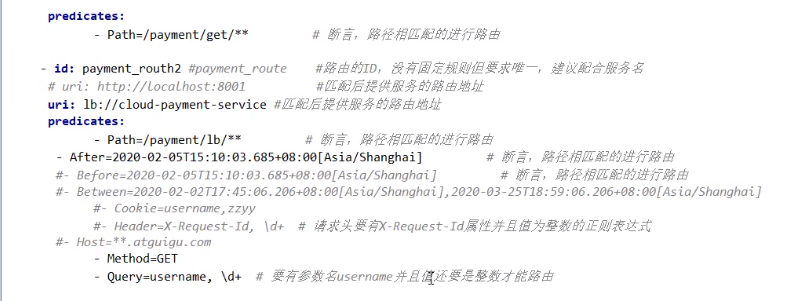 predicates:
- Path=/payment/get/** # 断言，路径相匹配的进行路由
- id: payment_routh2 #payment_route #路由的ID，没有固定规则但要求唯一，建议配合服务名
# uri: http://localhost:8001 #匹配后提供服务的路由地址
uri: lb://cloud-payment-service #匹配后提供服务的路由地址
predicates:
- Path=/payment/lb/** # 断言，路径相匹配的进行路由
- After=2020-02-05T15:10:03.685+08:00[Asia/Shanghai] # 断言，路径相匹配的进行路由
#- Before=2020-02-05T15:10:03.685+08:00[Asia/Shanghai] # 断言，路径相匹配的进行路由
#- Between=2020-02-02T17:45:06.206+08:00[Asia/Shanghai],2020-03-25T18:59:06.206+08:00[Asia/Shanghai]
#- Cookie=username,zzyy
#- Header=X-Request-Id, \d+ # 请求头要有X-Request-Id属性并且值为整数的正则表达式
#- Host=**.atguigu.com
- Method=GET
- Query=username, \d+ # 要有参数名username并且值还要是整数才能路由